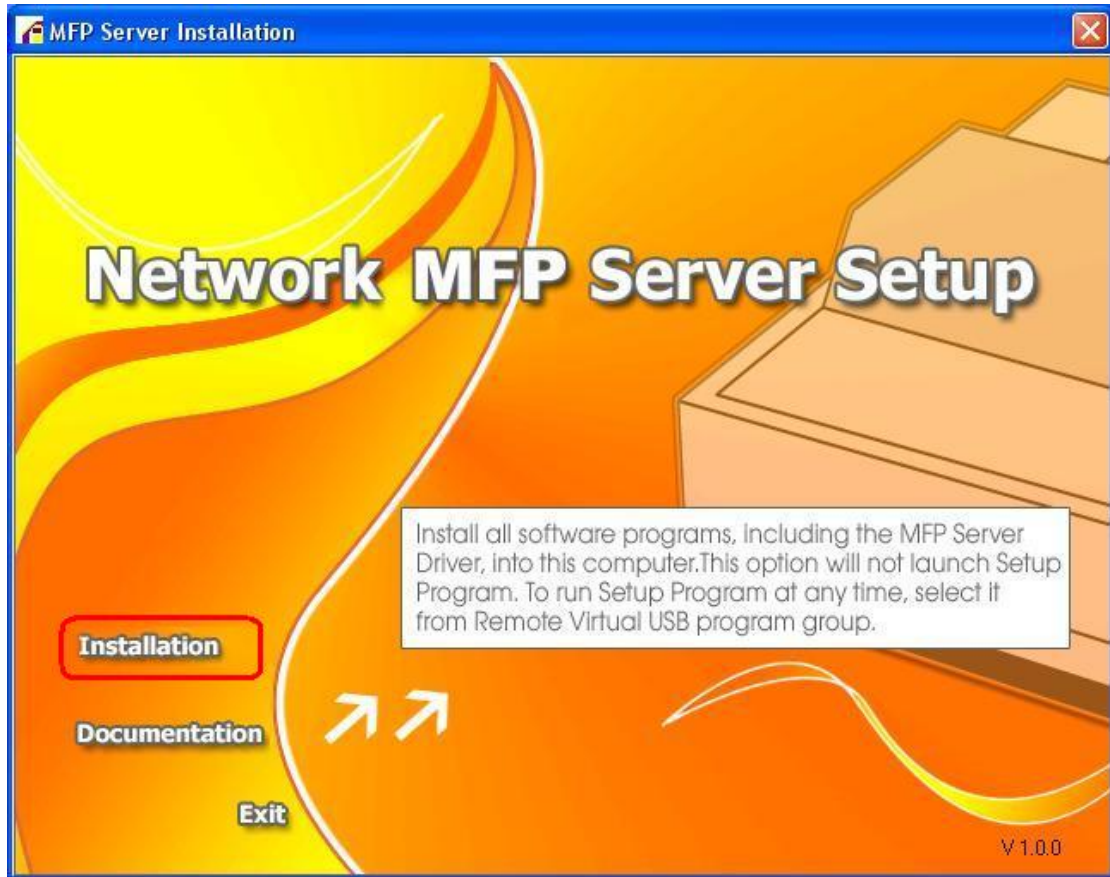 MFP Server Installation
Network MFP Server Setup
Install all software programs, including the MFP Server
Driver, into this computer.This option will not launch Setup
Program. To run Setup Program at any time, select it
from Remote Virtual USB program group.
Installation
Documentation
Exit
V 1.0.0